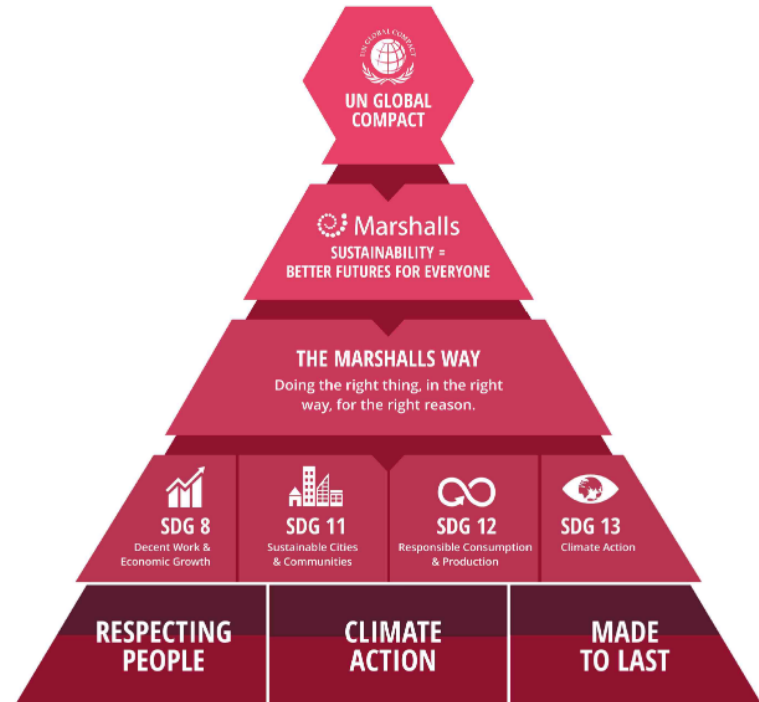 UN GLOBAL COMPACT
UN GLOBAL
COMPACT
Marshalls
SUSTAINABILITY =
BETTER FUTURES FOR EVERYONE
THE MARSHALLS WAY
Doing the right thing, in the right
way, for the right reason.
SDG 8
Decent Work &
Economic Growth
SDG 11
Sustainable Cities
& Communities
SDG 12
Responsible Consumption
& Production
SDG 13
Climate Action
RESPECTING
PEOPLE
CLIMATE
ACTION
MADE
TO LAST